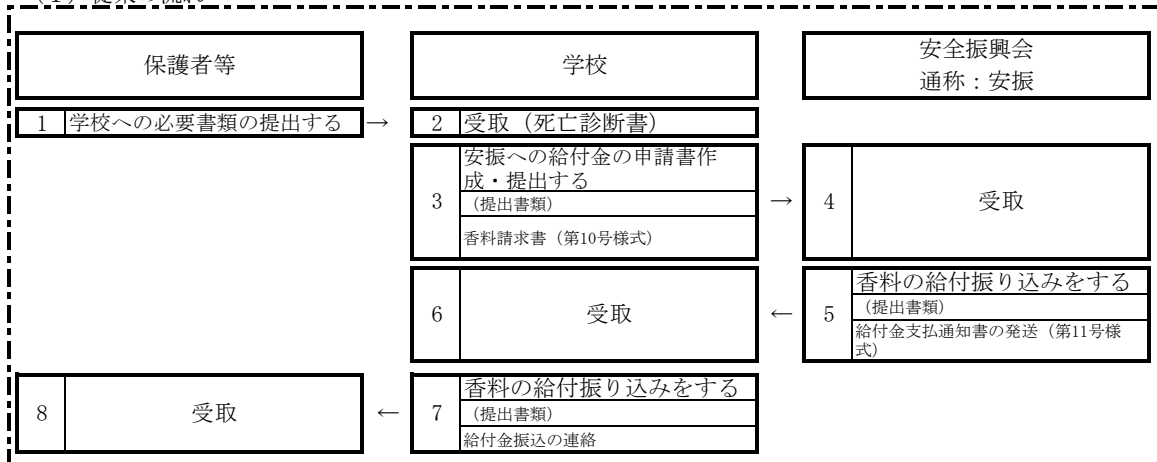 (1) 従来の流れ
保護者等
学校
安全振興会
通称：安振
1 学校への必要書類の提出する → 2 受取（死亡診断書）
3 安振への給付金の申請書作
成・提出する
（提出書類）
香料請求書（第10号様式）
→ 4 受取
5 香料の給付振り込みをする
（提出書類）
給付金支払通知書の発送（第11号様
式）
← 6 受取
7 香料の給付振り込みをする
（提出書類）
給付金振込の連絡
← 8 受取